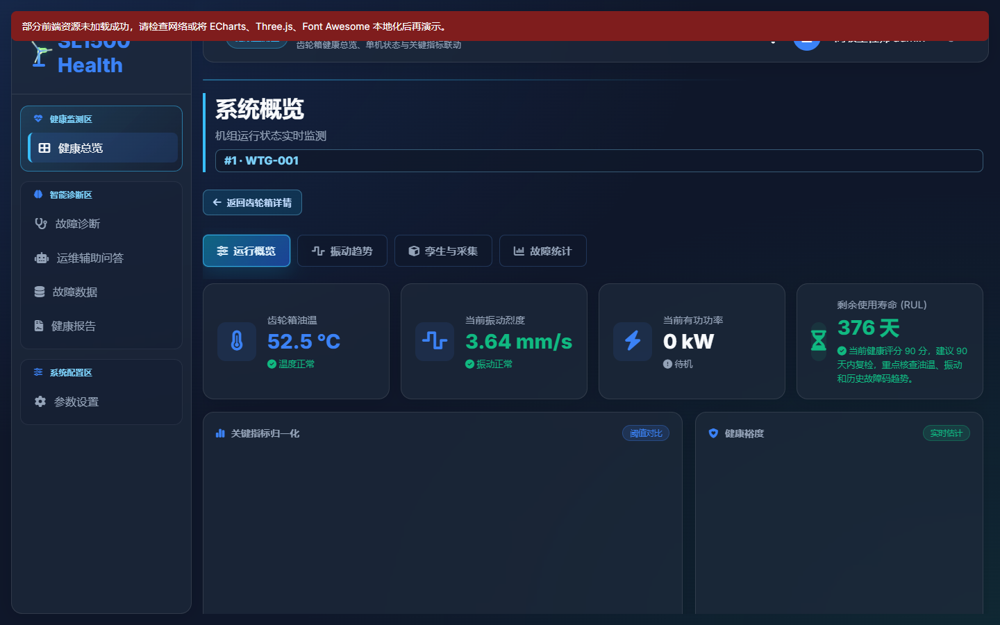 部分前端资源未加载成功，请检查网络或将 ECharts、Three.js、Font Awesome 本地化后再演示。
SL1500
Health
齿轮箱健康总览、单机状态与关键指标联动
健康监测区
健康总览
智能诊断区
故障诊断
运维辅助问答
故障数据
健康报告
系统配置区
参数设置
系统概览
机组运行状态实时监测
#1 · WTG-001
返回齿轮箱详情
运行概览
振动趋势
孪生与采集
故障统计
齿轮箱油温
52.5 °C
温度正常
当前振动烈度
3.64 mm/s
振动正常
当前有功功率
0 kW
待机
剩余使用寿命 (RUL)
376 天
当前健康评分 90 分，建议 90
天内复检，重点核查油温、振动
和历史故障码趋势。
关键指标归一化
阈值对比
健康裕度
实时估计